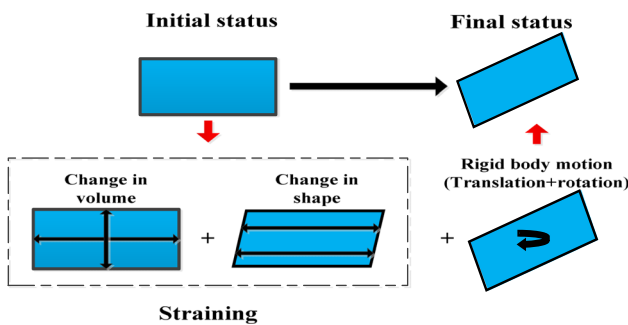 Initial status
Final status
Rigid body motion
(Translation+rotation)
Change in
volume
Change in
shape
+
+
Straining